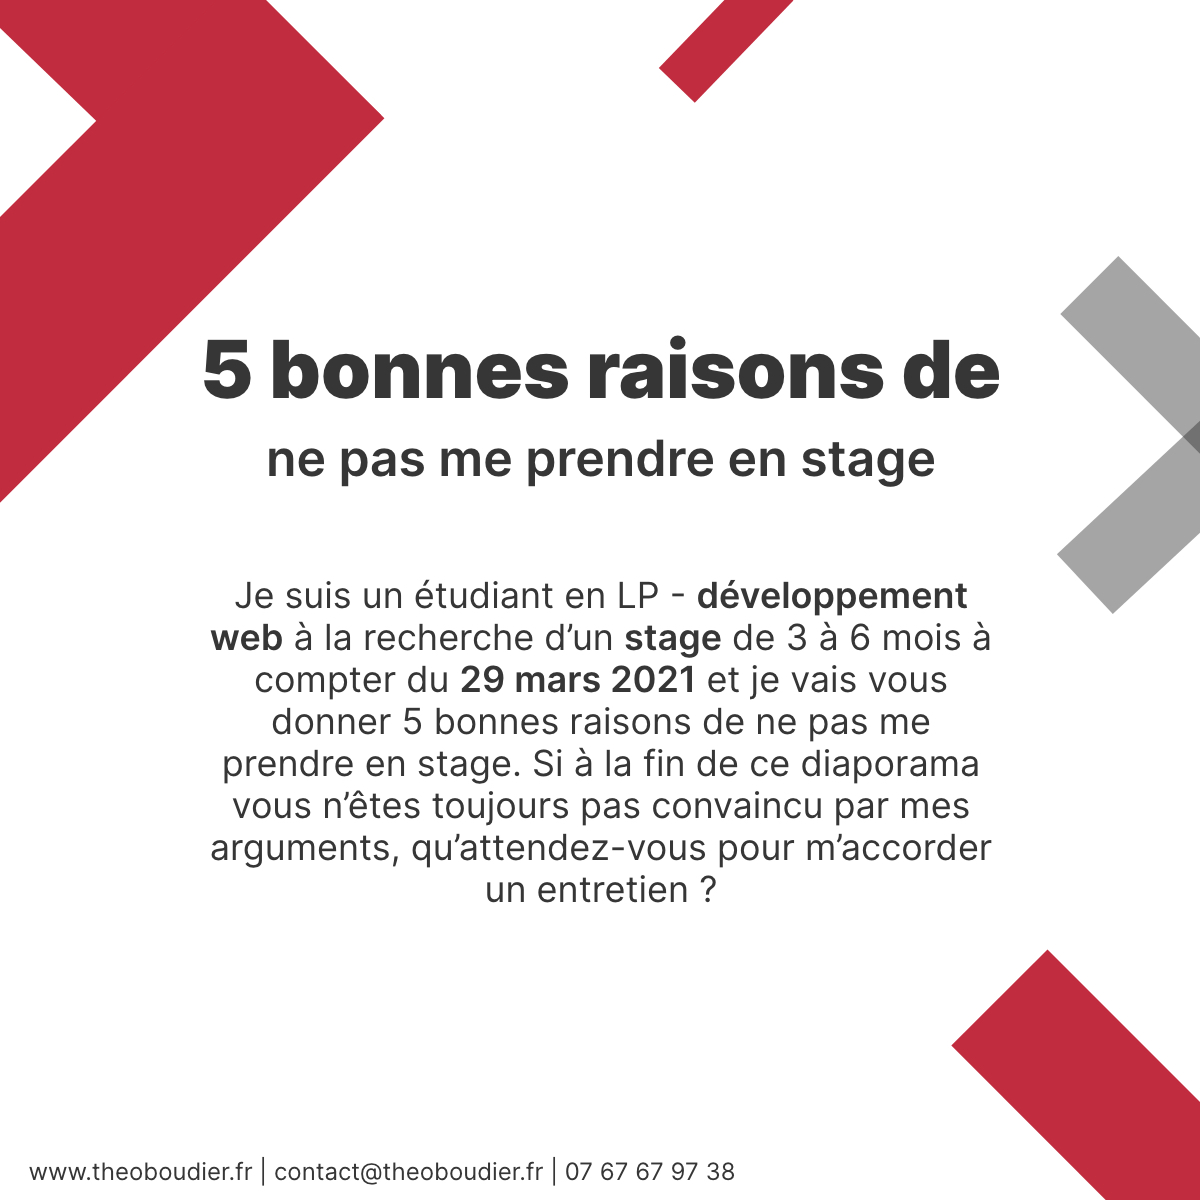 5 bonnes raisons de
ne pas me prendre en stage
Je suis un étudiant en LP - développement
web à la recherche d’un stage de 3 à 6 mois à
compter du 29 mars 2021 et je vais vous
donner 5 bonnes raisons de ne pas me
prendre en stage. Si à la fin de ce diaporama
vous n’êtes toujours pas convaincu par mes
arguments, qu’attendez-vous pour m’accorder
un entretien ?
www.theoboudier.fr | contact@theoboudier.fr | 07 67 67 97 38